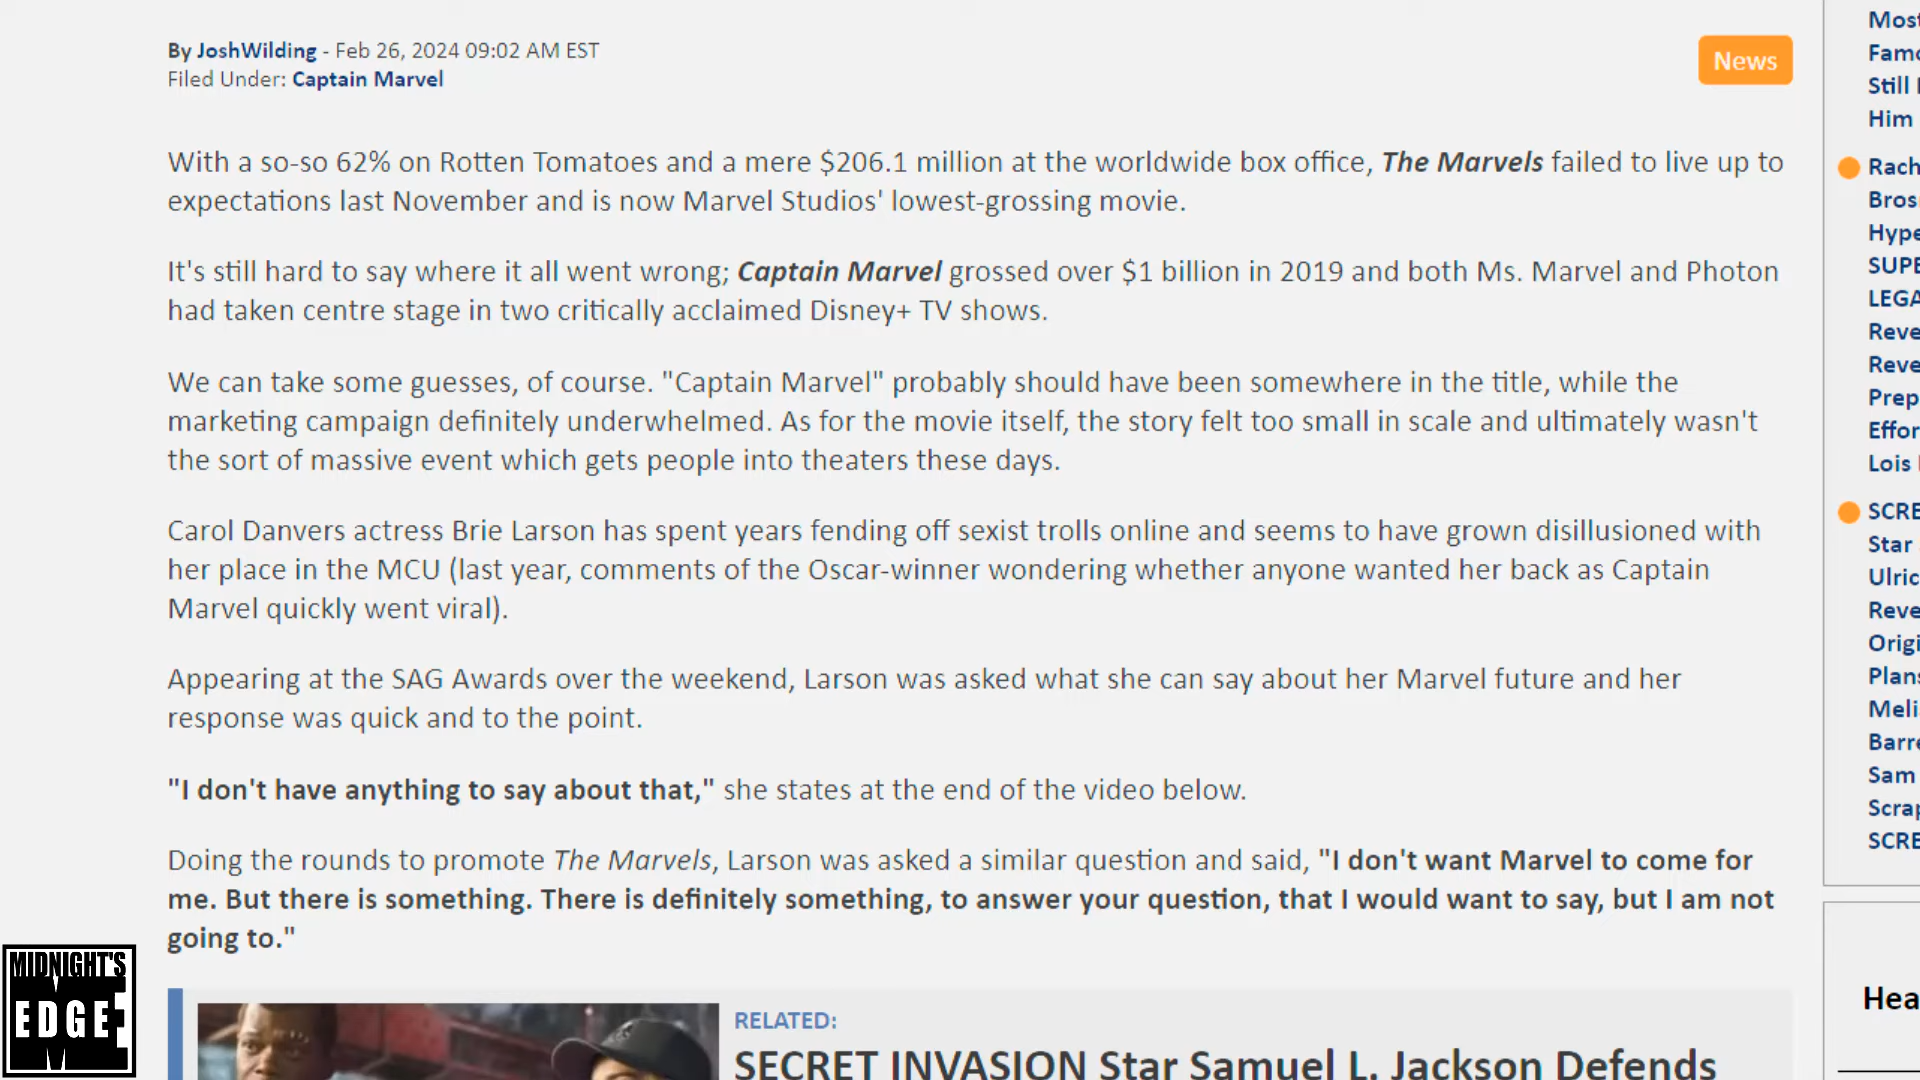 By JoshWilding - Feb 26, 2024 09:02 AM EST
Filed Under: Captain Marvel
News
With a so-so 62% on Rotten Tomatoes and a mere $206.1 million at the worldwide box office, The Marvels failed to live up to
expectations last November and is now Marvel Studios' lowest-grossing movie.
It's still hard to say where it all went wrong; Captain Marvel grossed over $1 billion in 2019 and both Ms. Marvel and Photon
had taken centre stage in two critically acclaimed Disney+ TV shows.
We can take some guesses, of course. "Captain Marvel" probably should have been somewhere in the title, while the
marketing campaign definitely underwhelmed. As for the movie itself, the story felt too small in scale and ultimately wasn't
the sort of massive event which gets people into theaters these days.
Carol Danvers actress Brie Larson has spent years fending off sexist trolls online and seems to have grown disillusioned with
her place in the MCU (last year, comments of the Oscar-winner wondering whether anyone wanted her back as Captain
Marvel quickly went viral).
Appearing at the SAG Awards over the weekend, Larson was asked what she can say about her Marvel future and her
response was quick and to the point.
"I don't have anything to say about that," she states at the end of the video below.
Doing the rounds to promote The Marvels, Larson was asked a similar question and said, "I don't want Marvel to come for
me. But there is something. There is definitely something, to answer your question, that I would want to say, but I am not
going to."
RELATED:
SECRET INVASION Star Samuel L. Jackson Defends
MIDNIGHT'S
EDGE
Most
Famo
Still
Him
Rach
Bros
Hype
SUPE
LEGA
Reve
Reve
Prep
Effor
Lois
SCRE
Star
Ulric
Reve
Origi
Plans
Meli
Barre
Sam
Scrap
SCRE
Hea